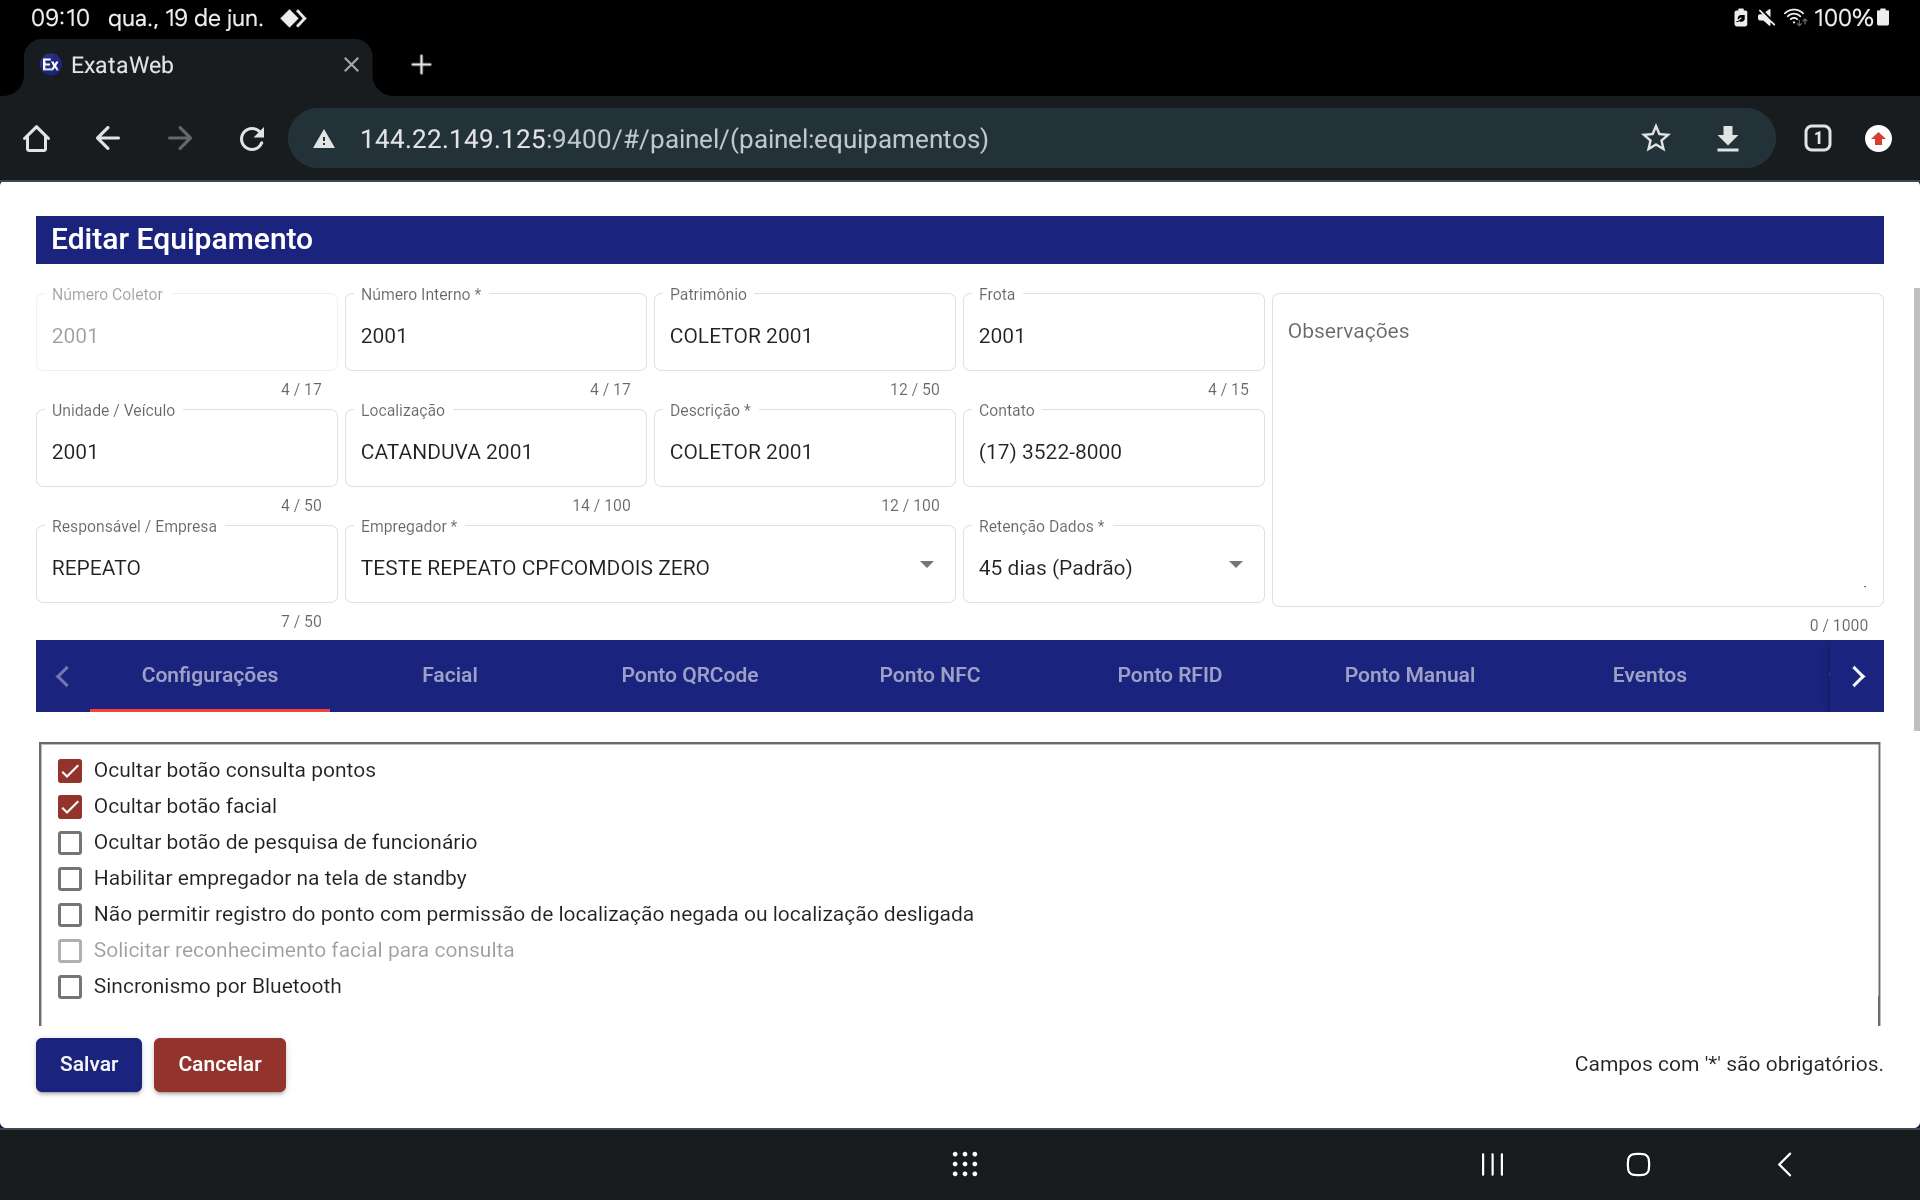 09:10 qua., 19 de jun.
100%
Ex ExataWeb
144.22.149.125:9400/#/painel/(painel:equipamentos)
1
Editar Equipamento
Número Coletor
2001
4 / 17
Número Interno *
2001
4 / 17
Patrimônio
COLETOR 2001
12 / 50
Frota
2001
4 / 15
Observações
0 / 1000
Unidade / Veículo
2001
4 / 50
Localização
CATANDUVA 2001
14 / 100
Descrição *
COLETOR 2001
12 / 100
Contato
(17) 3522-8000
Responsável / Empresa
REPEATO
7 / 50
Empregador *
TESTE REPEATO CPFCOMDOIS ZERO
Retenção Dados *
45 dias (Padrão)
Configurações Facial Ponto QRCode Ponto NFC Ponto RFID Ponto Manual Eventos
Ocultar botão consulta pontos
Ocultar botão facial
Ocultar botão de pesquisa de funcionário
Habilitar empregador na tela de standby
Não permitir registro do ponto com permissão de localização negada ou localização desligada
Solicitar reconhecimento facial para consulta
Sincronismo por Bluetooth
Salvar Cancelar
Campos com '*' são obrigatórios.